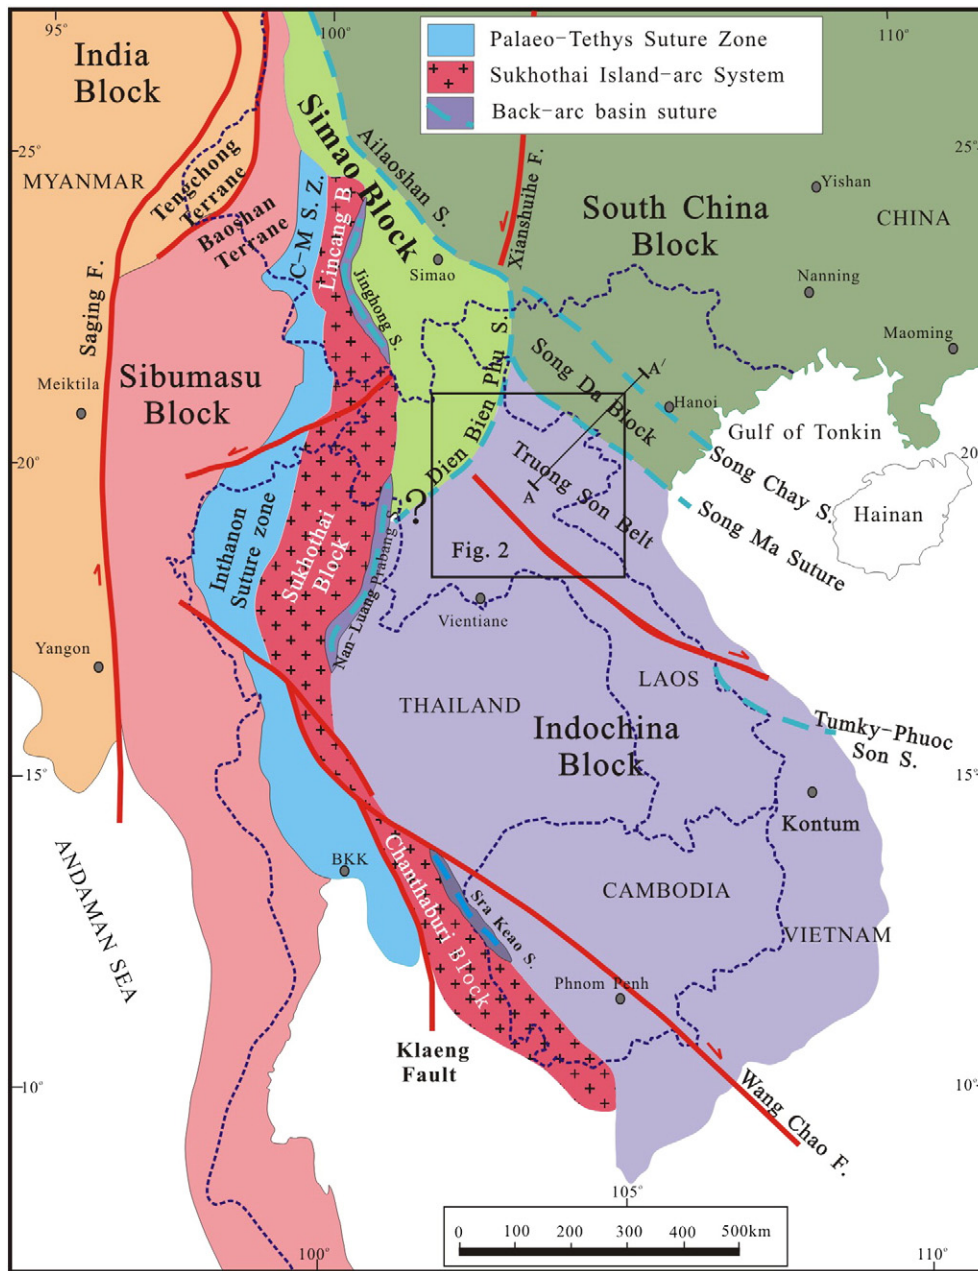 95°
100°
110°
Palaeo-Tethys Suture Zone
Sukhothai Island-arc System
Back-arc basin suture
India
Block
25°
25°
MYANMAR
Tengchong
Terrane
Baoshan
Terrane
C-M S. Z.
Lincang B.
Simao Block
Ailaoshan S.
Simao
Jinghong S.
Xianshuihe F.
South China
Block
Yishan
CHINA
Nanning
Maoming
Saging F.
Meiktila
Sibumasu
Block
Dien Bien Phu S.
?
Song Da Block
A'
Hanoi
Gulf of Tonkin
20°
20°
Truong Son Belt
A
Song Chay S.
Song Ma Suture
Hainan
Fig. 2
Inthanon
Suture zone
Sukhothai
Block
Nan-Luang Prabang S.
Vientiane
Yangon
LAOS
THAILAND
Indochina
Block
Tumky-Phuoc
Son S.
15°
15°
Kontum
BKK
ANDAMAN SEA
Chanthaburi Block
Sra Keao S.
CAMBODIA
VIETNAM
Phnom Penh
Klaeng
Fault
10°
10°
Wang Chao F.
105°
0 100 200 300 400 500km
100°
110°